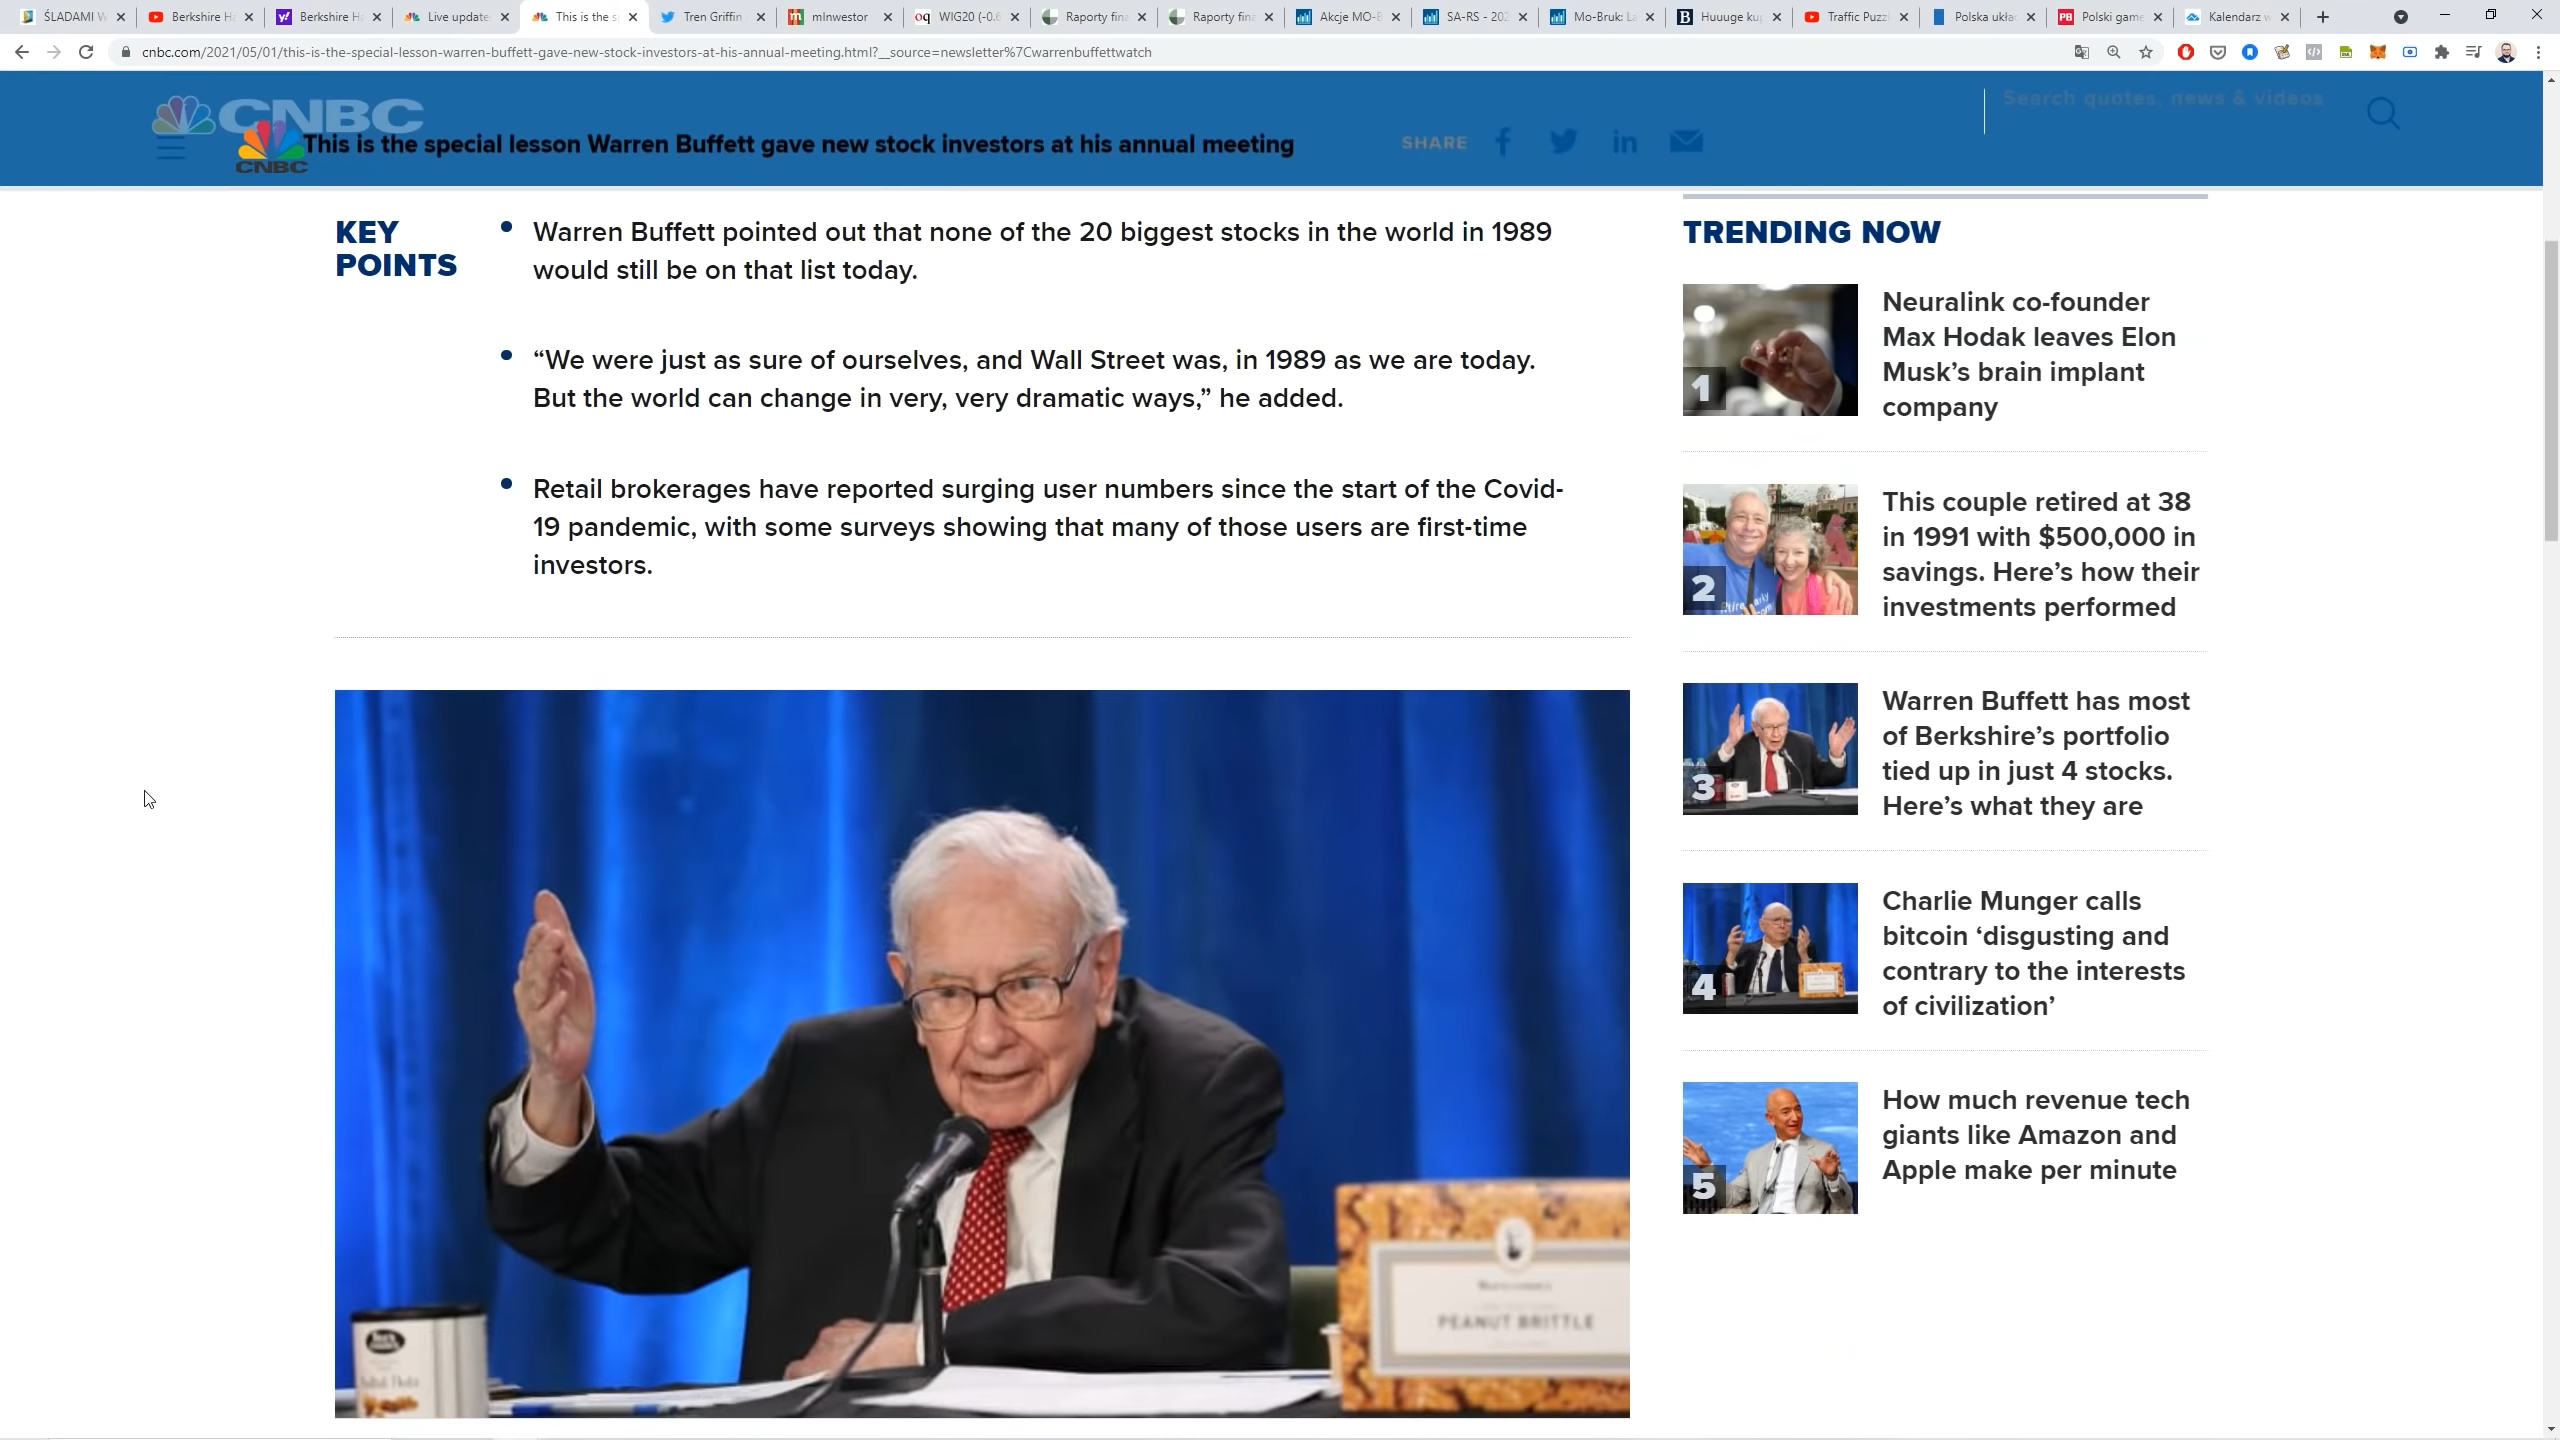 ŚLADAMI W
Berkshire Ha
Berkshire Ha
Live update
This is the s
Tren Griffin
mInwestor
WIG20 (-0.6
Raporty fina
Raporty fina
Akcje MO-B
SA-RS - 202
Mo-Bruk: La
Huuuge ku
Traffic Puzz
Polska ukła
Polski game
Kalendarz w
cnbc.com/2021/05/01/this-is-the-special-lesson-warren-buffett-gave-new-stock-investors-at-his-annual-meeting.html?__source=newsletter%7Cwarrenbuffettwatch
CNBC
Search quotes, news & videos
CNBC
This is the special lesson Warren Buffett gave new stock investors at his annual meeting
SHARE
KEY
POINTS
Warren Buffett pointed out that none of the 20 biggest stocks in the world in 1989
would still be on that list today.
“We were just as sure of ourselves, and Wall Street was, in 1989 as we are today.
But the world can change in very, very dramatic ways,” he added.
Retail brokerages have reported surging user numbers since the start of the Covid-
19 pandemic, with some surveys showing that many of those users are first-time
investors.
PEANUT BRITTLE
TRENDING NOW
1
Neuralink co-founder
Max Hodak leaves Elon
Musk’s brain implant
company
2
This couple retired at 38
in 1991 with $500,000 in
savings. Here’s how their
investments performed
3
Warren Buffett has most
of Berkshire’s portfolio
tied up in just 4 stocks.
Here’s what they are
4
Charlie Munger calls
bitcoin ‘disgusting and
contrary to the interests
of civilization’
5
How much revenue tech
giants like Amazon and
Apple make per minute